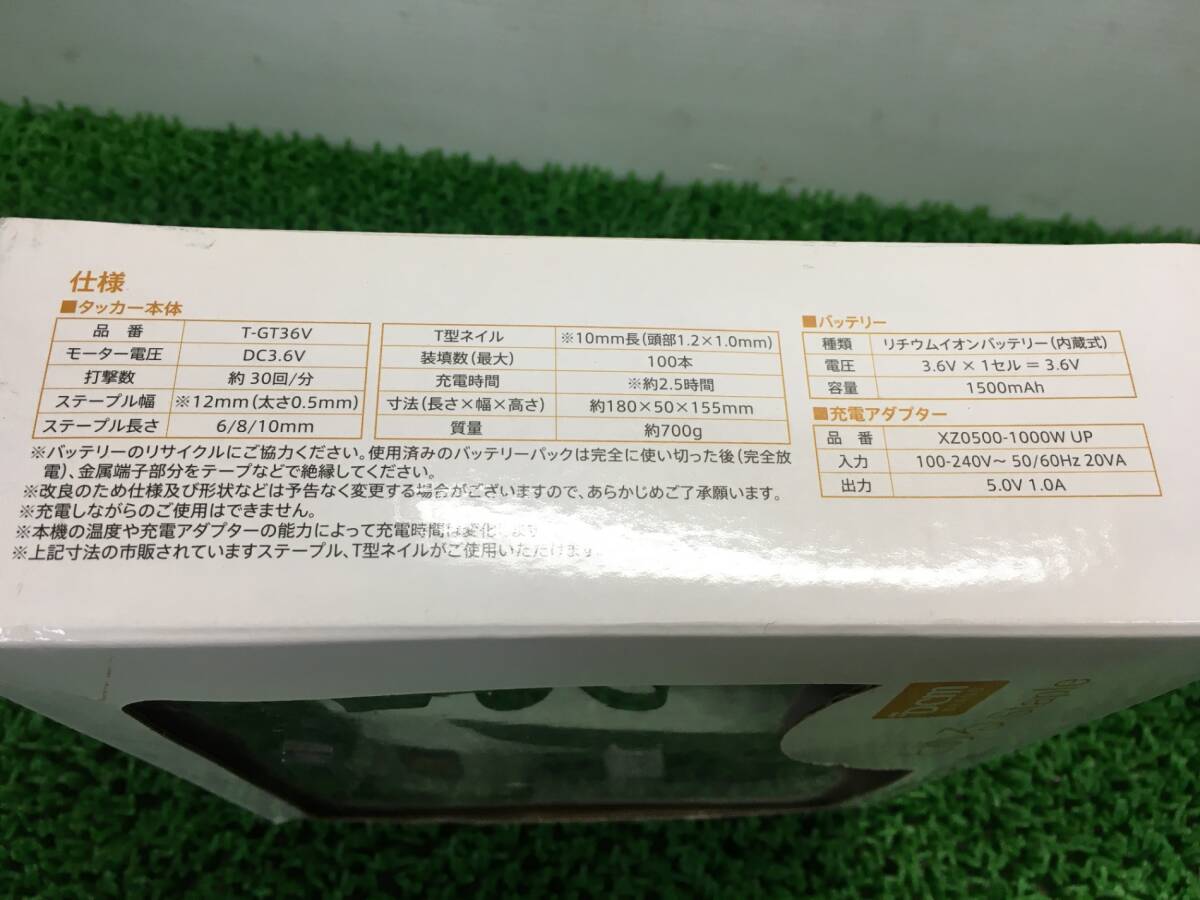 仕様
■タッカー本体
品 番 T-GT36V
モーター電圧 DC3.6V
打撃数 約30回/分
ステープル幅 ※12mm(太さ0.5mm)
ステープル長さ 6/8/10mm
T型ネイル ※10mm長(頭部1.2×1.0mm)
装填数(最大) 100本
充電時間 ※約2.5時間
寸法(長さ×幅×高さ) 約180×50×155mm
質量 約700g
■バッテリー
種類 リチウムイオンバッテリー(内蔵式)
電圧 3.6V × 1セル = 3.6V
容量 1500mAh
■充電アダプター
品 番 XZ0500-1000W UP
入力 100-240V~ 50/60Hz 20VA
出力 5.0V 1.0A
※バッテリーのリサイクルにご協力ください。使用済みのバッテリーパックは完全に使い切った後(完全放
電)、金属端子部分をテープなどで絶縁してください。
※改良のため仕様及び形状などは予告なく変更する場合がございますので、あらかじめご了承願います。
※充電しながらのご使用はできません。
※本機の温度や充電アダプターの能力によって充電時間は変化します
※上記寸法の市販されていますステープル、T型ネイルがご使用いただけます。